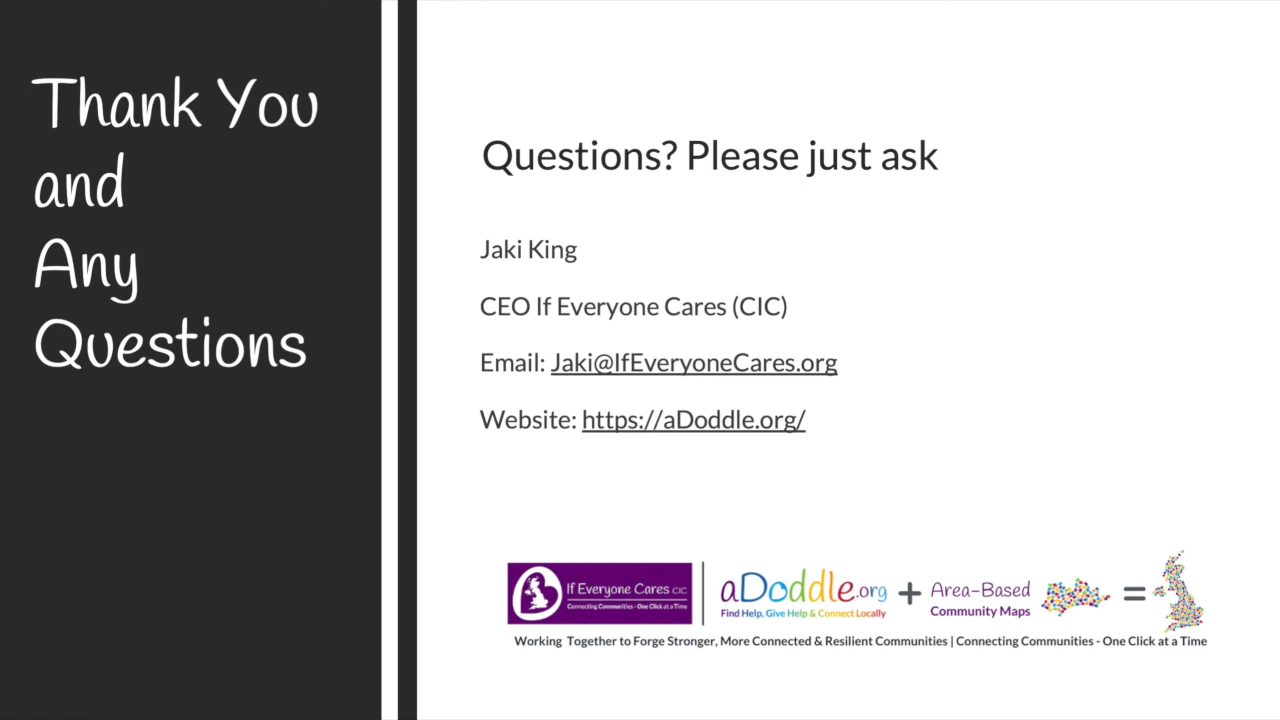 Thank You
and
Any
Questions
Questions? Please just ask
Jaki King
CEO If Everyone Cares (CIC)
Email: Jaki@IfEveryoneCares.org
Website: https://aDoddle.org/
If Everyone Cares CIC
Connecting Communities - One Click at a Time
aDoddle.org
Find Help, Give Help & Connect Locally
+
Area-Based
Community Maps
=
Working Together to Forge Stronger, More Connected & Resilient Communities | Connecting Communities - One Click at a Time